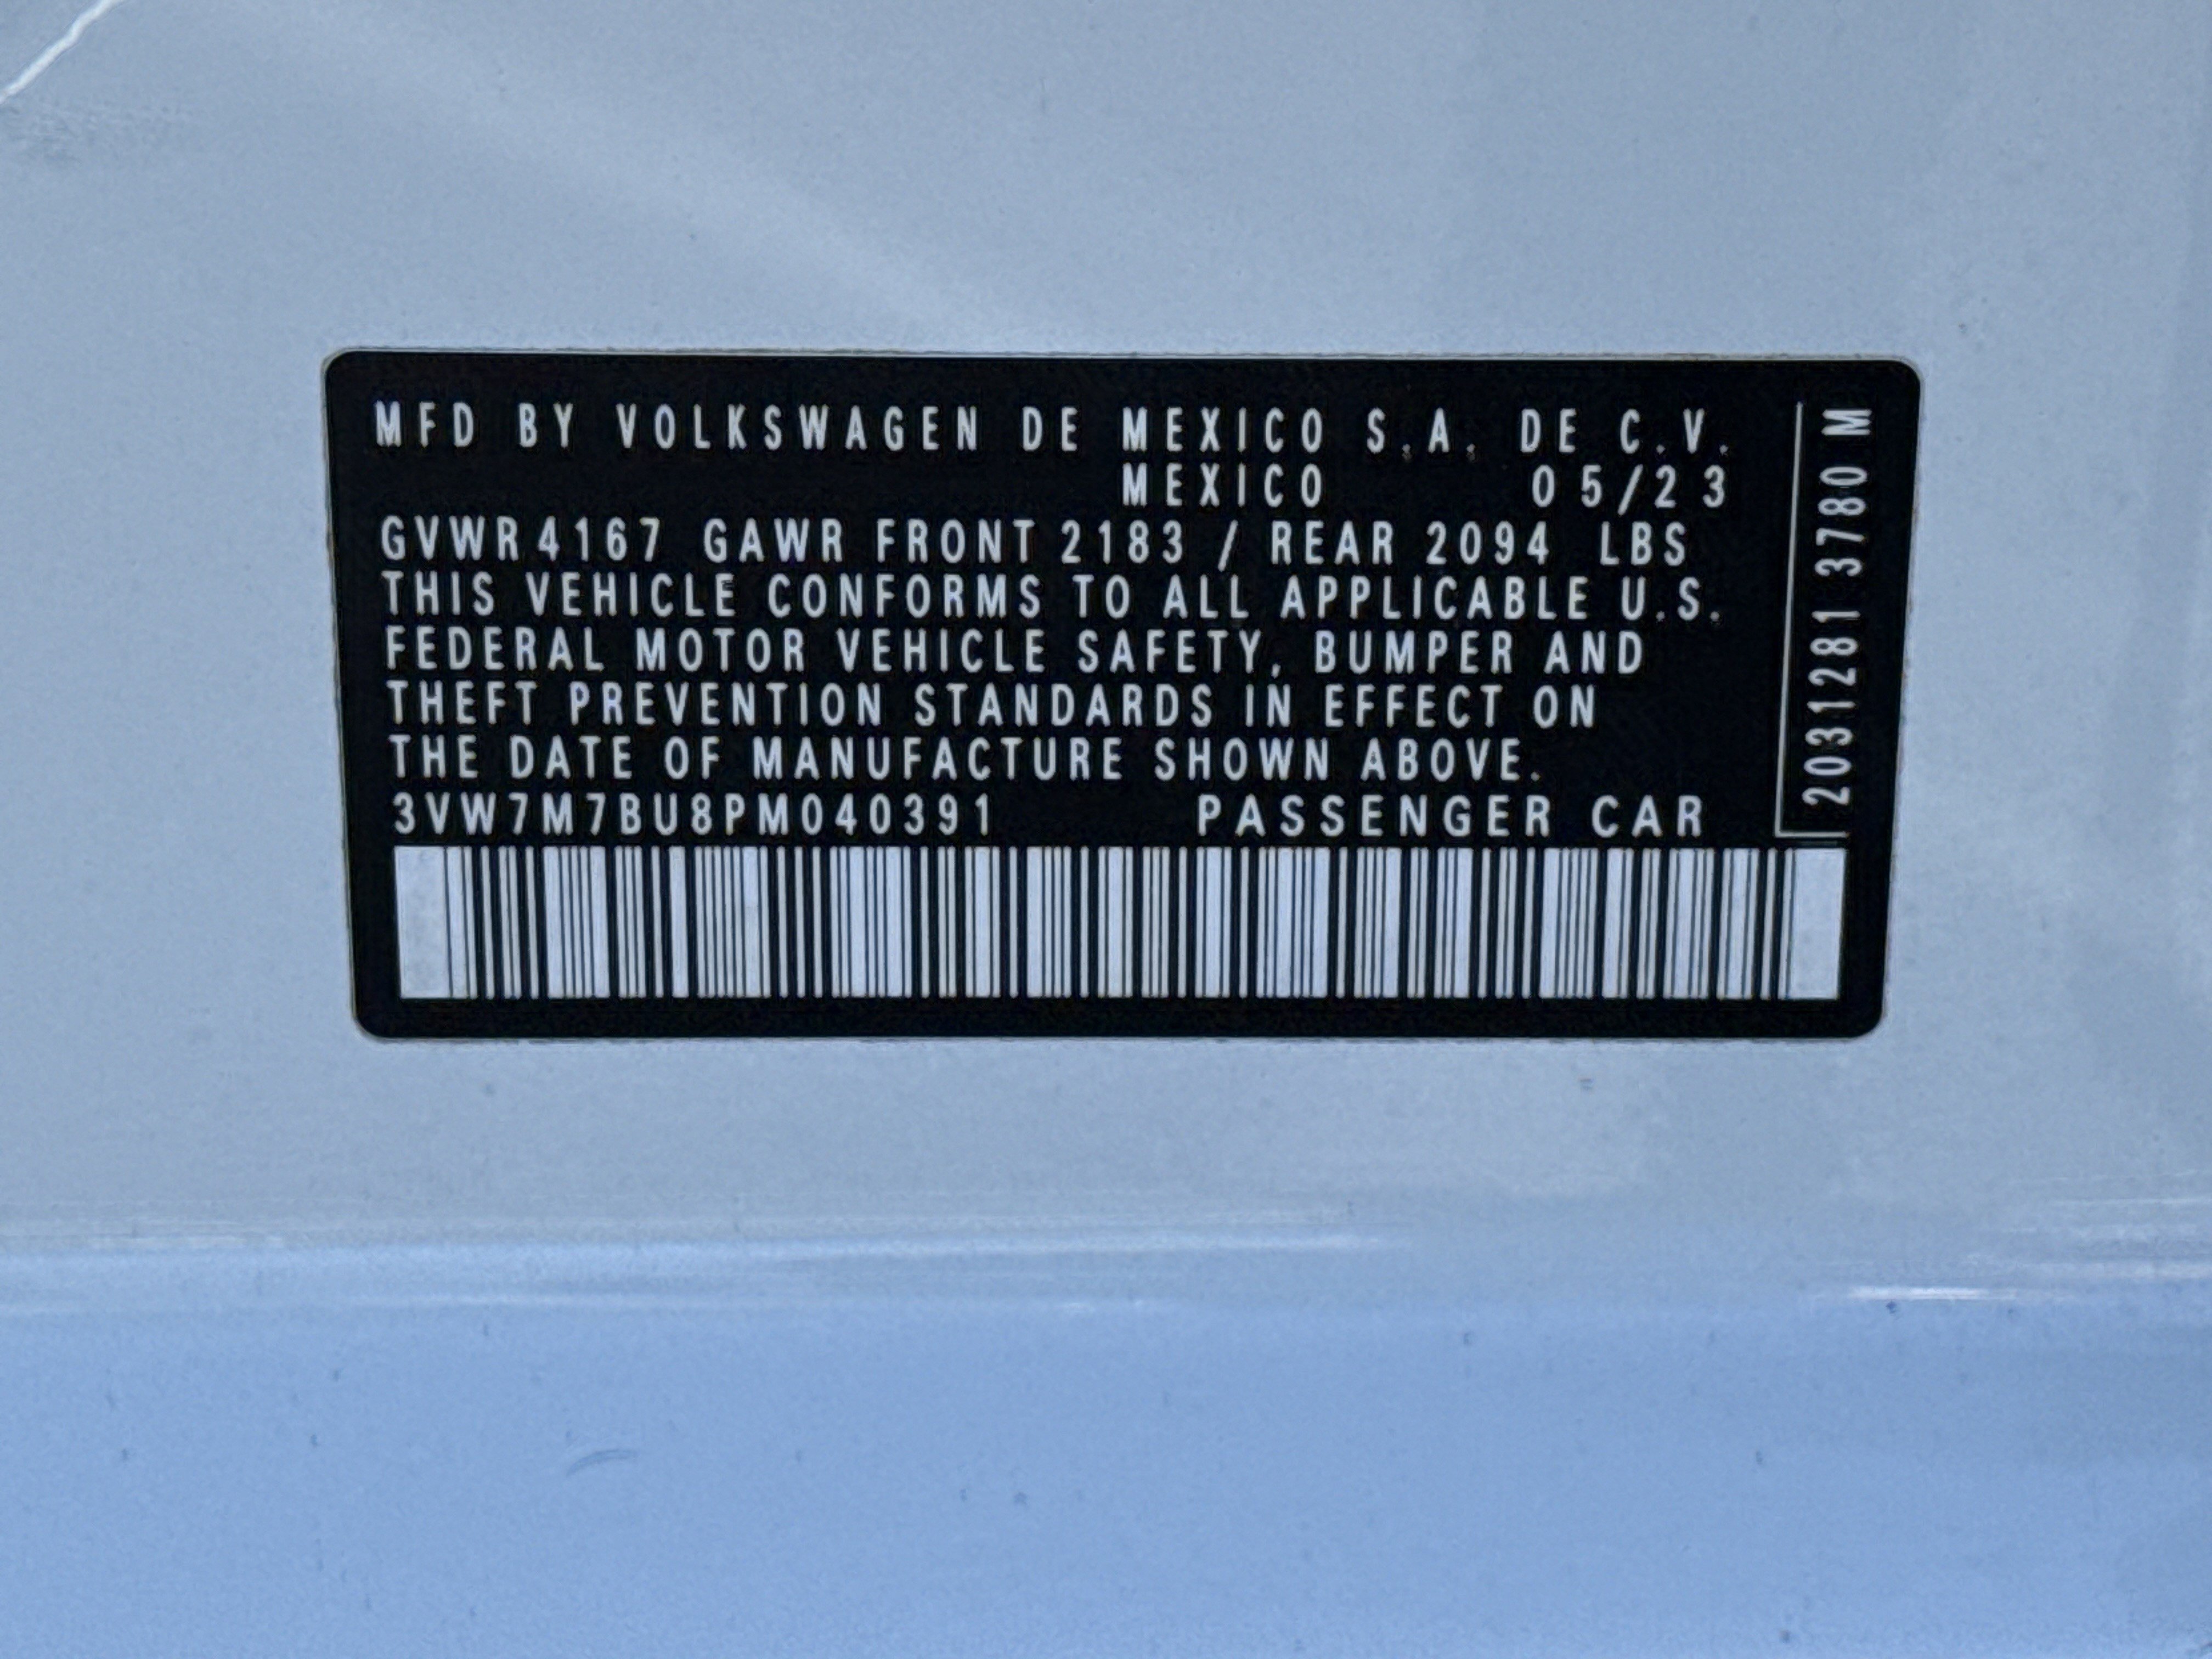 MFD BY VOLKSWAGEN DE MEXICO S.A. DE C.V.
MEXICO 05/23
GVWR 4167 GAWR FRONT 2183 / REAR 2094 LBS
THIS VEHICLE CONFORMS TO ALL APPLICABLE U.S.
FEDERAL MOTOR VEHICLE SAFETY, BUMPER AND
THEFT PREVENTION STANDARDS IN EFFECT ON
THE DATE OF MANUFACTURE SHOWN ABOVE.
3VW7M7BU8PM040391 PASSENGER CAR
2031281 3780 M